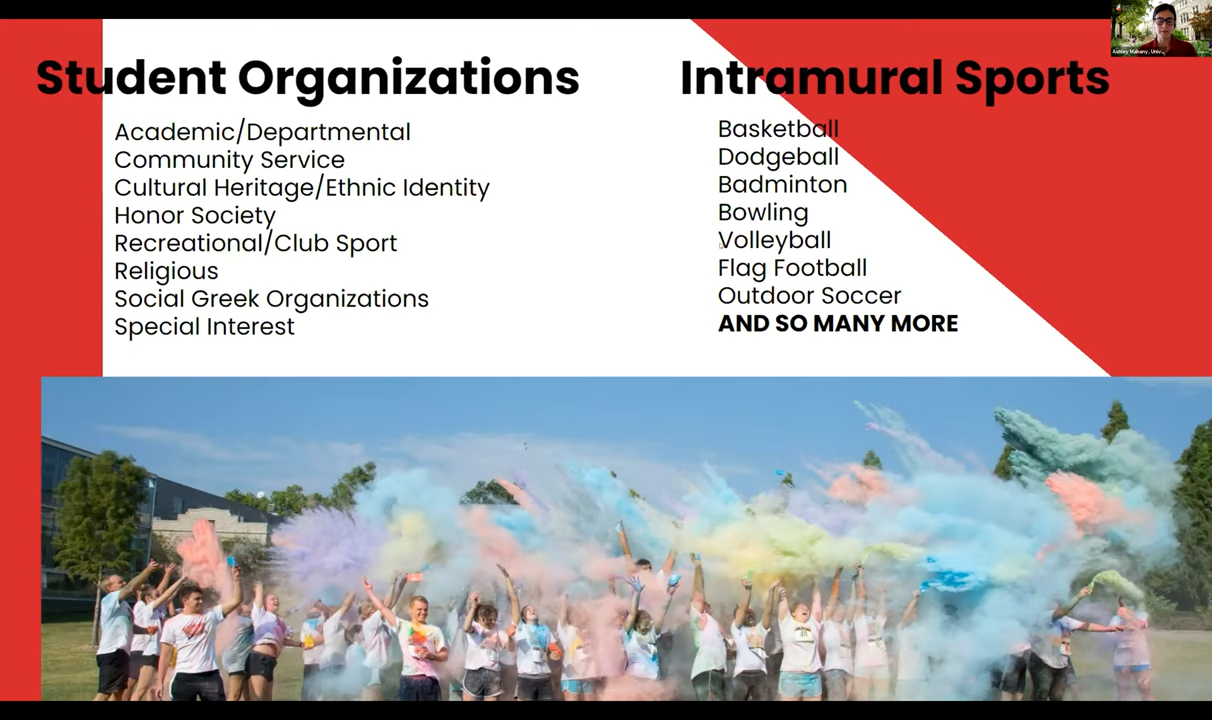 Student Organizations
Academic/Departmental
Community Service
Cultural Heritage/Ethnic Identity
Honor Society
Recreational/Club Sport
Religious
Social Greek Organizations
Special Interest
Intramural Sports
Basketball
Dodgeball
Badminton
Bowling
Volleyball
Flag Football
Outdoor Soccer
AND SO MANY MORE